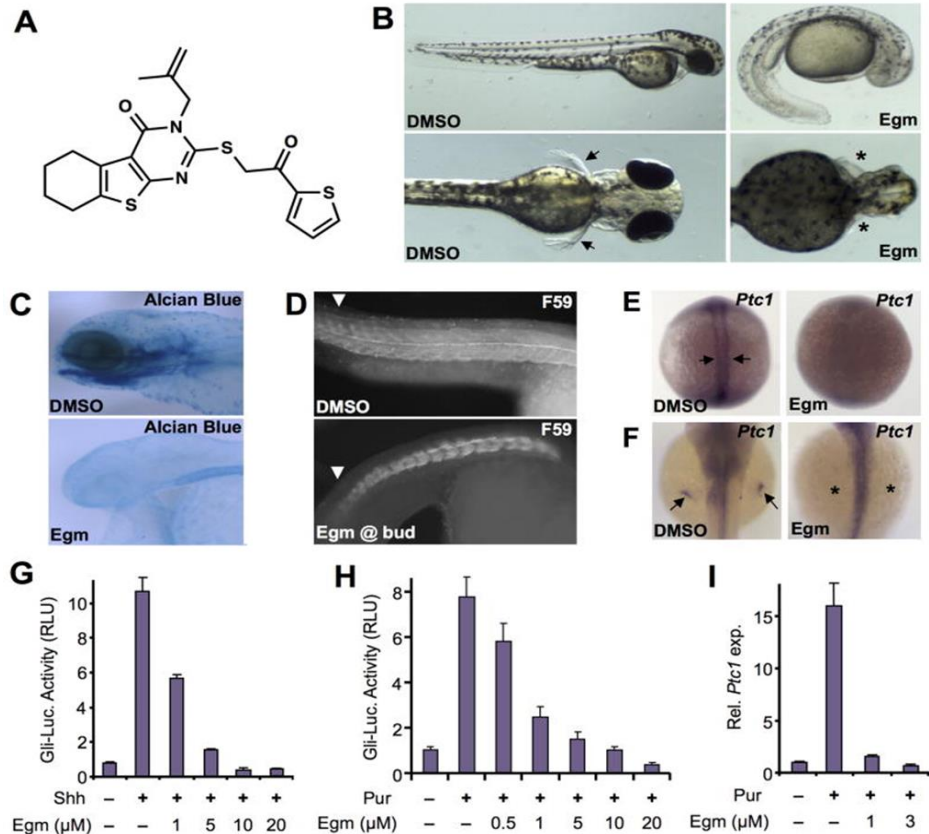 A
O
N
S
O
N
S
S
B
DMSO
Egm
DMSO
Egm
*
*
C
Alcian Blue
DMSO
Alcian Blue
Egm
D
F59
DMSO
F59
Egm @ bud
E
Ptc1
DMSO
Ptc1
Egm
F
Ptc1
DMSO
Ptc1
*
*
Egm
G
Gli-Luc. Activity (RLU)
10
8
6
4
2
0
Shh – + + + + +
Egm (µM) – – 1 5 10 20
H
Gli-Luc. Activity (RLU)
8
6
4
2
0
Pur – + + + + + +
Egm (µM) – – 0.5 1 5 10 20
I
Rel. Ptc1 exp.
15
10
5
0
Pur – + + +
Egm (µM) – – 1 3